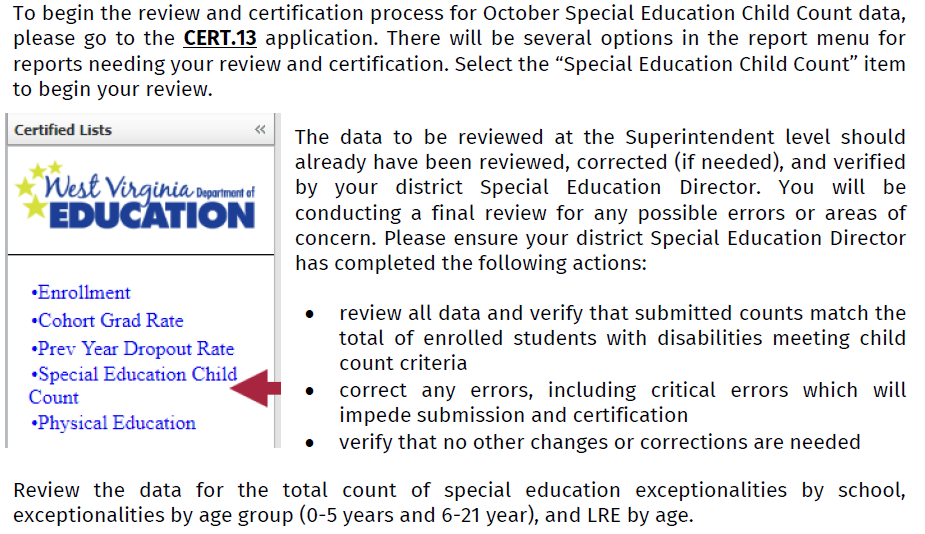 To begin the review and certification process for October Special Education Child Count data,
please go to the CERT.13 application. There will be several options in the report menu for
reports needing your review and certification. Select the “Special Education Child Count” item
to begin your review.
Certified Lists «
West Virginia Department of
EDUCATION
•Enrollment
•Cohort Grad Rate
•Prev Year Dropout Rate
•Special Education Child
Count
•Physical Education
The data to be reviewed at the Superintendent level should
already have been reviewed, corrected (if needed), and verified
by your district Special Education Director. You will be
conducting a final review for any possible errors or areas of
concern. Please ensure your district Special Education Director
has completed the following actions:
• review all data and verify that submitted counts match the
total of enrolled students with disabilities meeting child
count criteria
• correct any errors, including critical errors which will
impede submission and certification
• verify that no other changes or corrections are needed
Review the data for the total count of special education exceptionalities by school,
exceptionalities by age group (0-5 years and 6-21 year), and LRE by age.